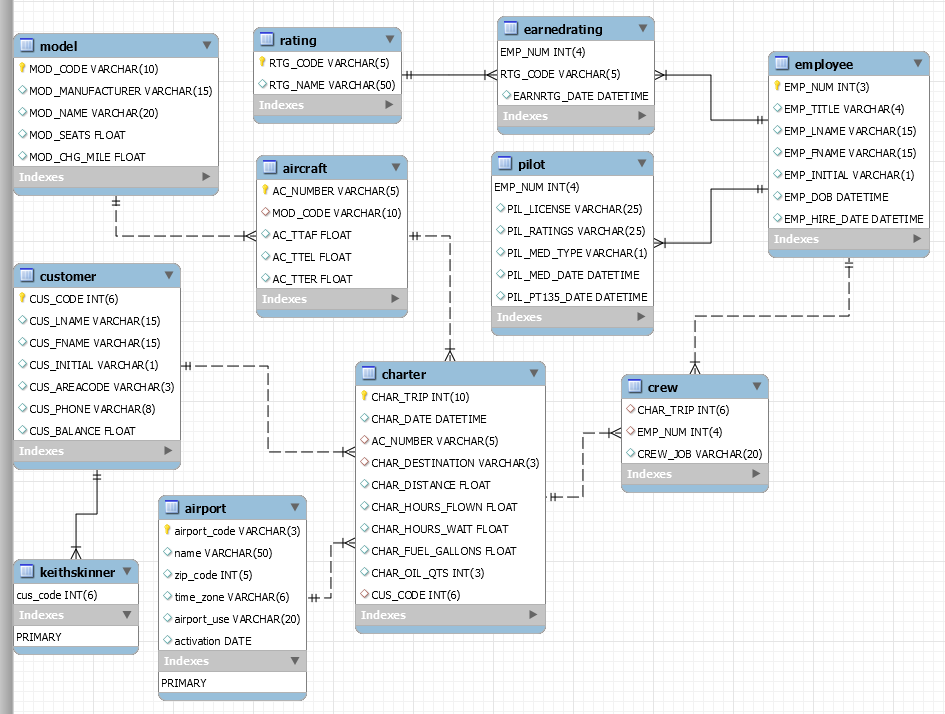 model
MOD_CODE VARCHAR(10)
MOD_MANUFACTURER VARCHAR(15)
MOD_NAME VARCHAR(20)
MOD_SEATS FLOAT
MOD_CHG_MILE FLOAT
Indexes
rating
RTG_CODE VARCHAR(5)
RTG_NAME VARCHAR(50)
Indexes
earnedrating
EMP_NUM INT(4)
RTG_CODE VARCHAR(5)
EARNRTG_DATE DATETIME
Indexes
employee
EMP_NUM INT(3)
EMP_TITLE VARCHAR(4)
EMP_LNAME VARCHAR(15)
EMP_FNAME VARCHAR(15)
EMP_INITIAL VARCHAR(1)
EMP_DOB DATETIME
EMP_HIRE_DATE DATETIME
Indexes
aircraft
AC_NUMBER VARCHAR(5)
MOD_CODE VARCHAR(10)
AC_TTAF FLOAT
AC_TTEL FLOAT
AC_TTER FLOAT
Indexes
pilot
EMP_NUM INT(4)
PIL_LICENSE VARCHAR(25)
PIL_RATINGS VARCHAR(25)
PIL_MED_TYPE VARCHAR(1)
PIL_MED_DATE DATETIME
PIL_PT135_DATE DATETIME
Indexes
customer
CUS_CODE INT(6)
CUS_LNAME VARCHAR(15)
CUS_FNAME VARCHAR(15)
CUS_INITIAL VARCHAR(1)
CUS_AREACODE VARCHAR(3)
CUS_PHONE VARCHAR(8)
CUS_BALANCE FLOAT
Indexes
charter
CHAR_TRIP INT(10)
CHAR_DATE DATETIME
AC_NUMBER VARCHAR(5)
CHAR_DESTINATION VARCHAR(3)
CHAR_DISTANCE FLOAT
CHAR_HOURS_FLOWN FLOAT
CHAR_HOURS_WAIT FLOAT
CHAR_FUEL_GALLONS FLOAT
CHAR_OIL_QTS INT(3)
CUS_CODE INT(6)
Indexes
crew
CHAR_TRIP INT(6)
EMP_NUM INT(4)
CREW_JOB VARCHAR(20)
Indexes
airport
airport_code VARCHAR(3)
name VARCHAR(50)
zip_code INT(5)
time_zone VARCHAR(6)
airport_use VARCHAR(20)
activation DATE
Indexes
PRIMARY
keithskinner
cus_code INT(6)
Indexes
PRIMARY